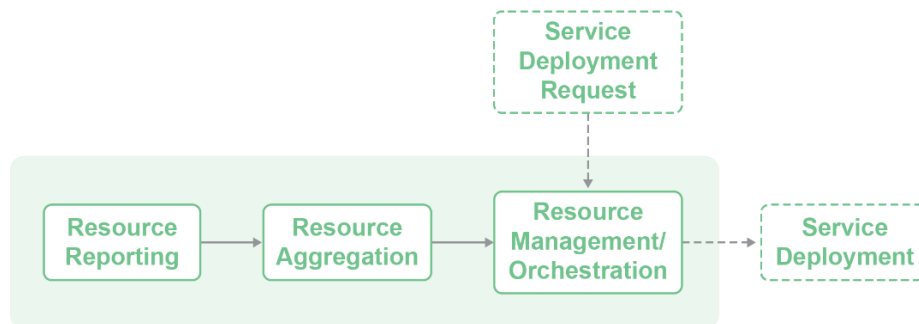 Service
Deployment
Request
Resource
Reporting
Resource
Aggregation
Resource
Management/
Orchestration
Service
Deployment